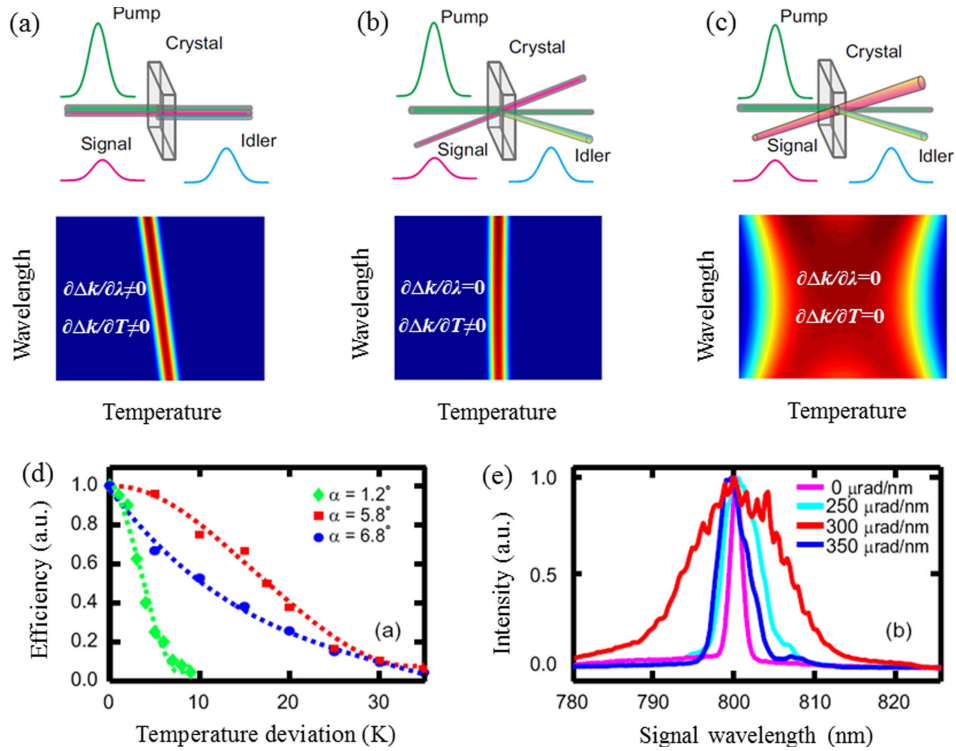 (a)
Pump
Crystal
Signal
Idler
Wavelength
∂Δk/∂λ≠0
∂Δk/∂T≠0
Temperature
(b)
Pump
Crystal
Signal
Idler
Wavelength
∂Δk/∂λ=0
∂Δk/∂T≠0
Temperature
(c)
Pump
Crystal
Signal
Idler
Wavelength
∂Δk/∂λ=0
∂Δk/∂T=0
Temperature
(d)
Efficiency (a.u.)
1.0
0.8
0.6
0.4
0.2
0.0
α = 1.2°
α = 5.8°
α = 6.8°
(a)
0 10 20 30
Temperature deviation (K)
(e)
Intensity (a.u.)
1.0
0.5
0.0
0 μrad/nm
250 μrad/nm
300 μrad/nm
350 μrad/nm
(b)
780 790 800 810 820
Signal wavelength (nm)